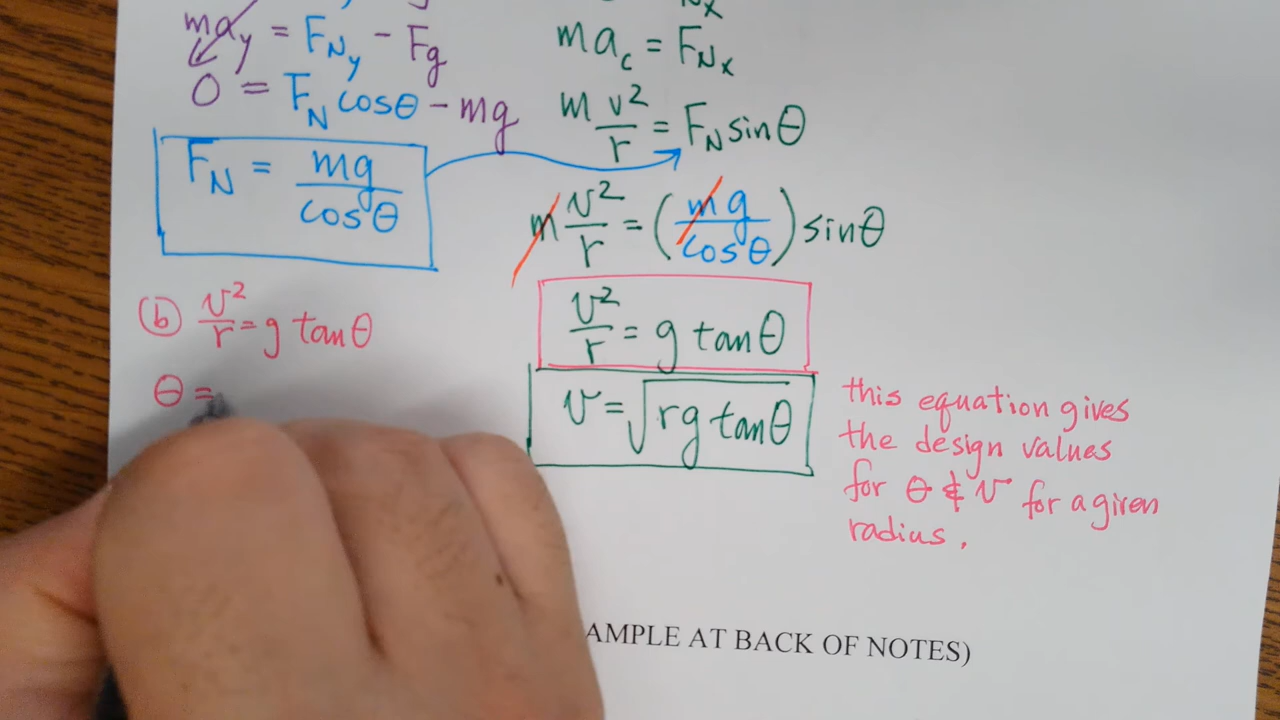 ma_y = F_Ny - F_g
0 = F_N cosθ - mg
F_N = mg/cosθ
(b) v²/r = g tanθ
θ =
N_x
ma_c = F_Nx
m v²/r = F_N sinθ
m v²/r = (mg/cosθ) sinθ
v²/r = g tanθ
v = √(rg tanθ)
this equation gives
the design values
for θ & v for a given
radius.
AMPLE AT BACK OF NOTES)